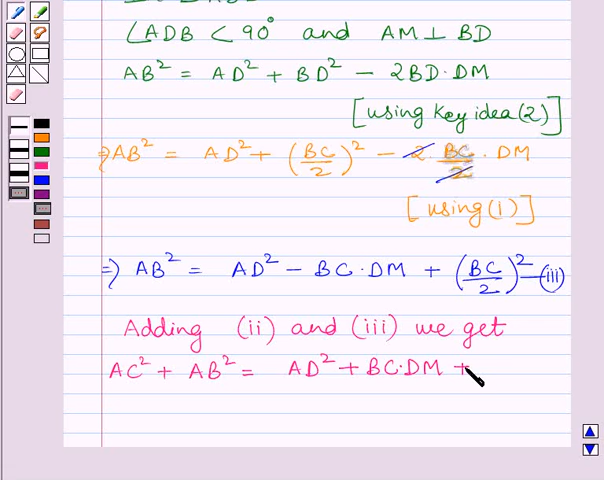 ∠ADB < 90° and AM ⊥ BD
AB² = AD² + BD² − 2BD·DM
[using key idea (2)]
⇒ AB² = AD² + (BC/2)² − 2· BC/2 · DM
[using (1)]
⇒ AB² = AD² − BC·DM + (BC/2)² —(iii)
Adding (ii) and (iii) we get
AC² + AB² = AD² + BC·DM +